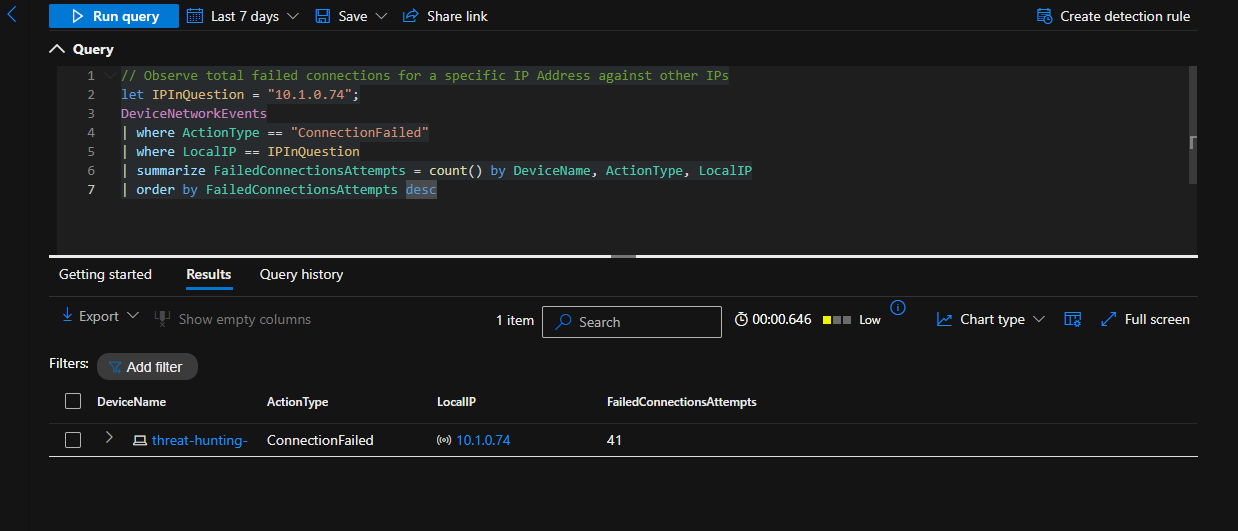 Run query Last 7 days Save Share link Create detection rule
Query
1 // Observe total failed connections for a specific IP Address against other IPs
2 let IPInQuestion = "10.1.0.74";
3 DeviceNetworkEvents
4 | where ActionType == "ConnectionFailed"
5 | where LocalIP == IPInQuestion
6 | summarize FailedConnectionsAttempts = count() by DeviceName, ActionType, LocalIP
7 | order by FailedConnectionsAttempts desc
Getting started Results Query history
Export Show empty columns 1 item Search 00:00.646 Low Chart type Full screen
Filters: Add filter
DeviceName ActionType LocalIP FailedConnectionsAttempts
threat-hunting- ConnectionFailed 10.1.0.74 41